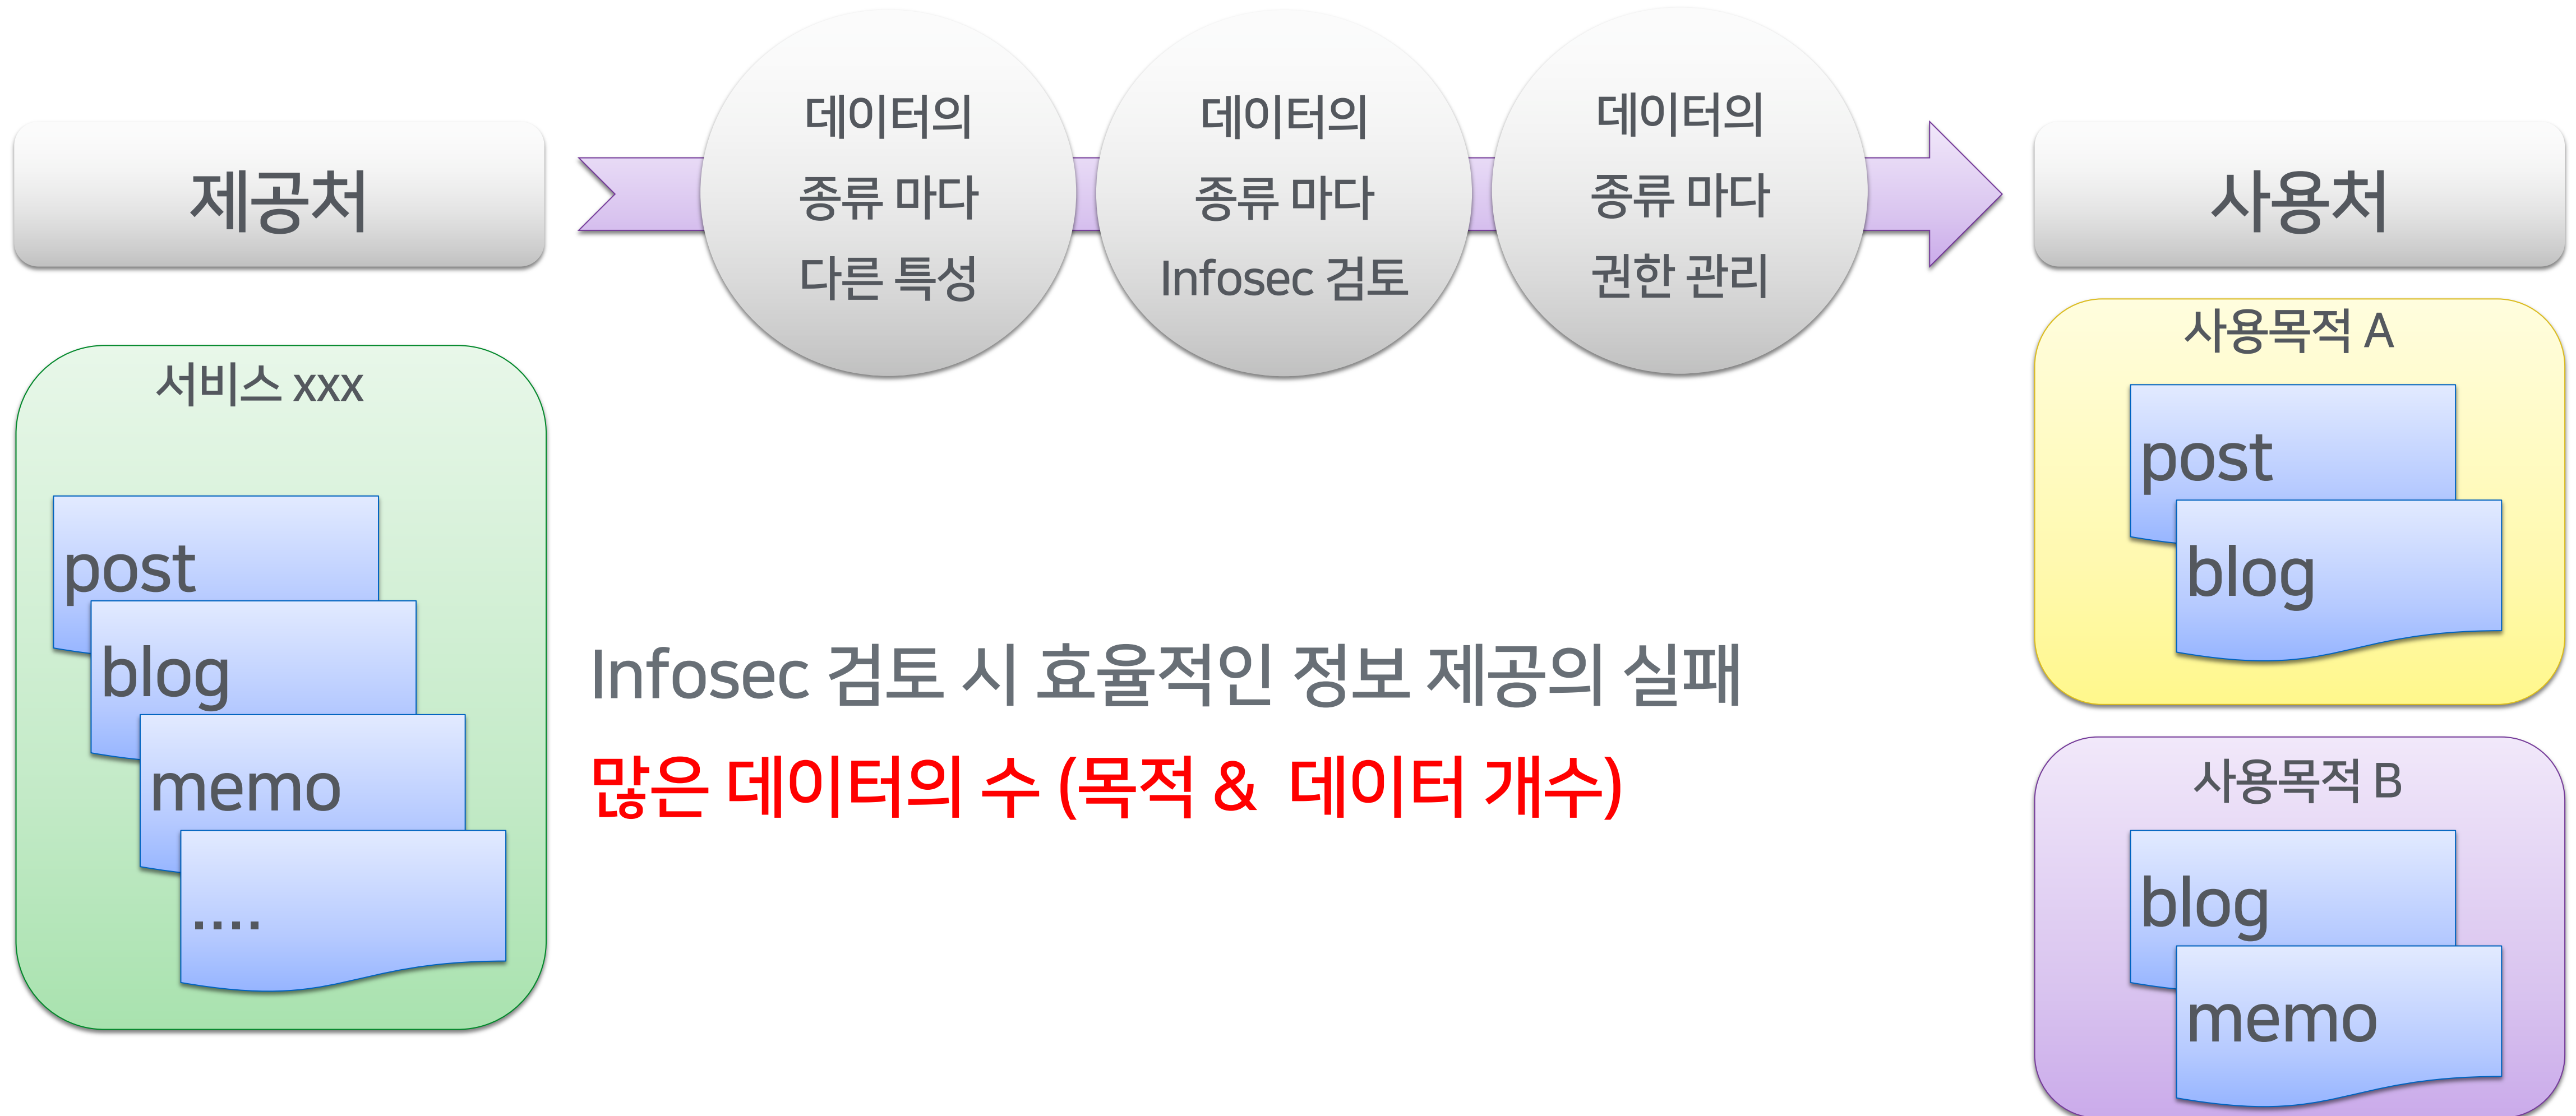 제공처
데이터의
종류 마다
다른 특성
데이터의
종류 마다
Infosec 검토
데이터의
종류 마다
권한 관리
사용처
서비스 xxx
post
blog
memo
....
Infosec 검토 시 효율적인 정보 제공의 실패
많은 데이터의 수 (목적 & 데이터 개수)
사용목적 A
post
blog
사용목적 B
blog
memo